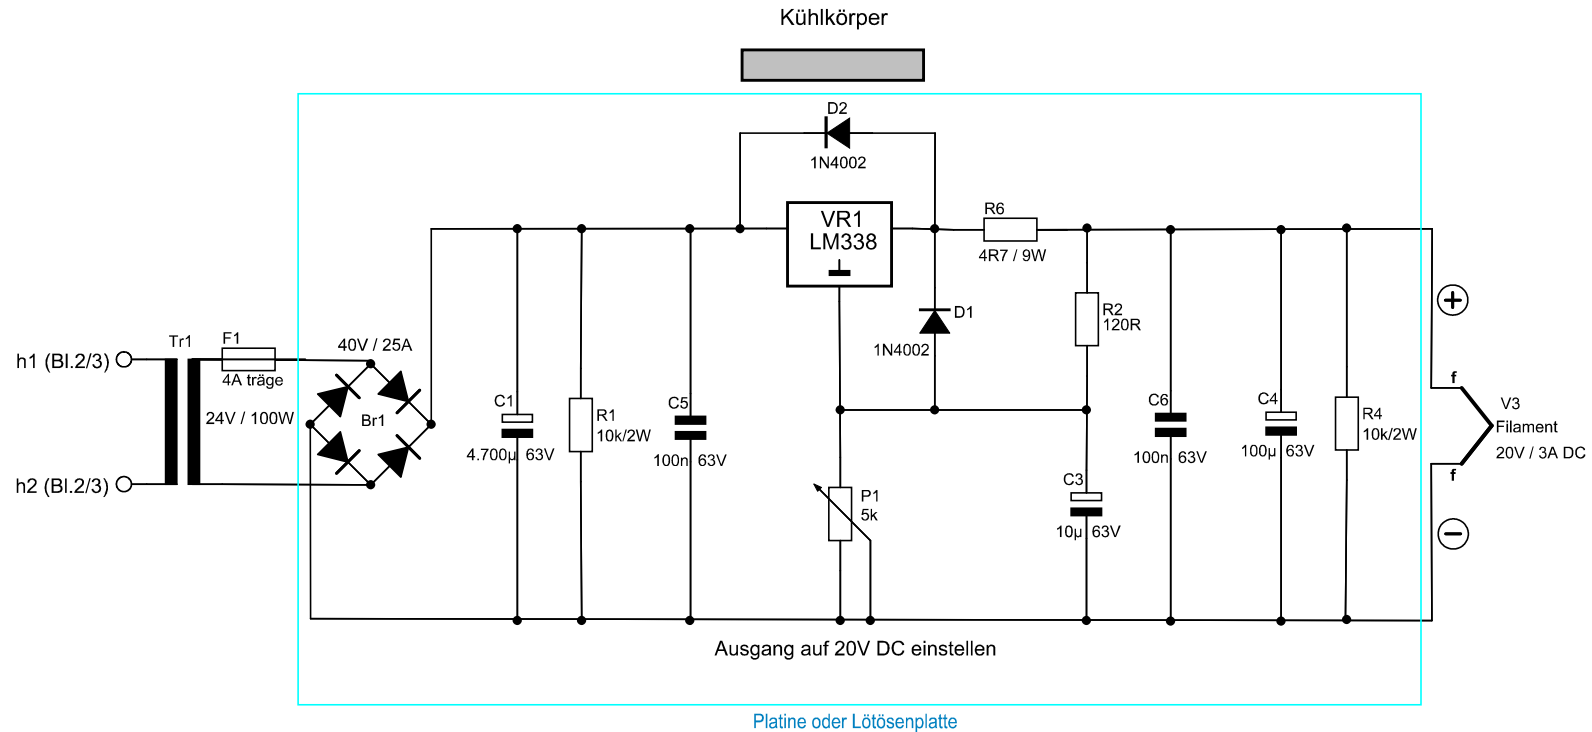 Kühlkörper
D2
1N4002
VR1
LM338
R6
4R7 / 9W
D1
1N4002
R2
120R
Tr1
F1
4A träge
40V / 25A
h1 (Bl.2/3)
24V / 100W
Br1
h2 (Bl.2/3)
C1
4.700µ 63V
R1
10k/2W
C5
100n 63V
P1
5k
C3
10µ 63V
C6
100n 63V
C4
100µ 63V
R4
10k/2W
+
f
V3
Filament
20V / 3A DC
f
−
Ausgang auf 20V DC einstellen
Platine oder Lötösenplatte